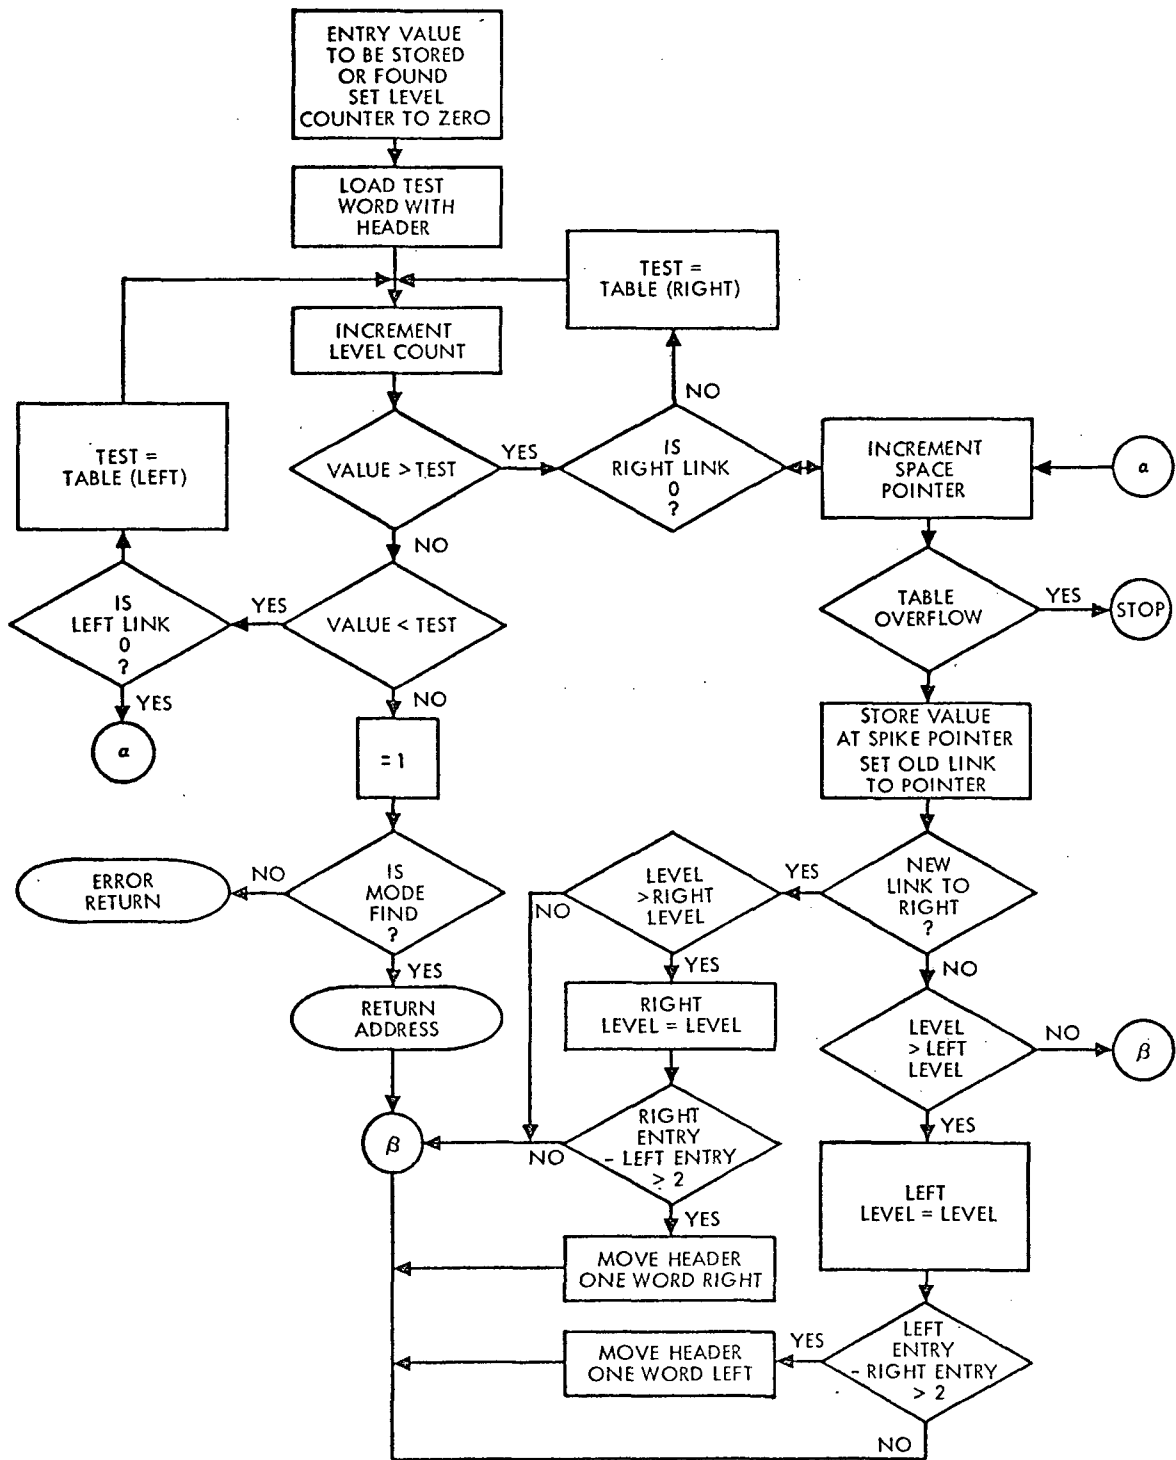 ENTRY VALUE
TO BE STORED
OR FOUND
SET LEVEL
COUNTER TO ZERO
LOAD TEST
WORD WITH
HEADER
TEST =
TABLE (RIGHT)
INCREMENT
LEVEL COUNT
NO
TEST =
TABLE (LEFT)
VALUE > TEST
YES
IS
RIGHT LINK
0
?
INCREMENT
SPACE
POINTER
α
NO
IS
LEFT LINK
0
?
YES
VALUE < TEST
TABLE
OVERFLOW
YES
STOP
YES
α
NO
= 1
STORE VALUE
AT SPIKE POINTER
SET OLD LINK
TO POINTER
ERROR
RETURN
NO
IS
MODE
FIND
?
LEVEL
> RIGHT
LEVEL
NO
YES
NEW
LINK TO
RIGHT
?
YES
YES
NO
RETURN
ADDRESS
RIGHT
LEVEL = LEVEL
LEVEL
> LEFT
LEVEL
NO
β
β
NO
RIGHT
ENTRY
- LEFT ENTRY
> 2
YES
LEFT
LEVEL = LEVEL
YES
MOVE HEADER
ONE WORD RIGHT
MOVE HEADER
ONE WORD LEFT
YES
LEFT
ENTRY
- RIGHT ENTRY
> 2
NO